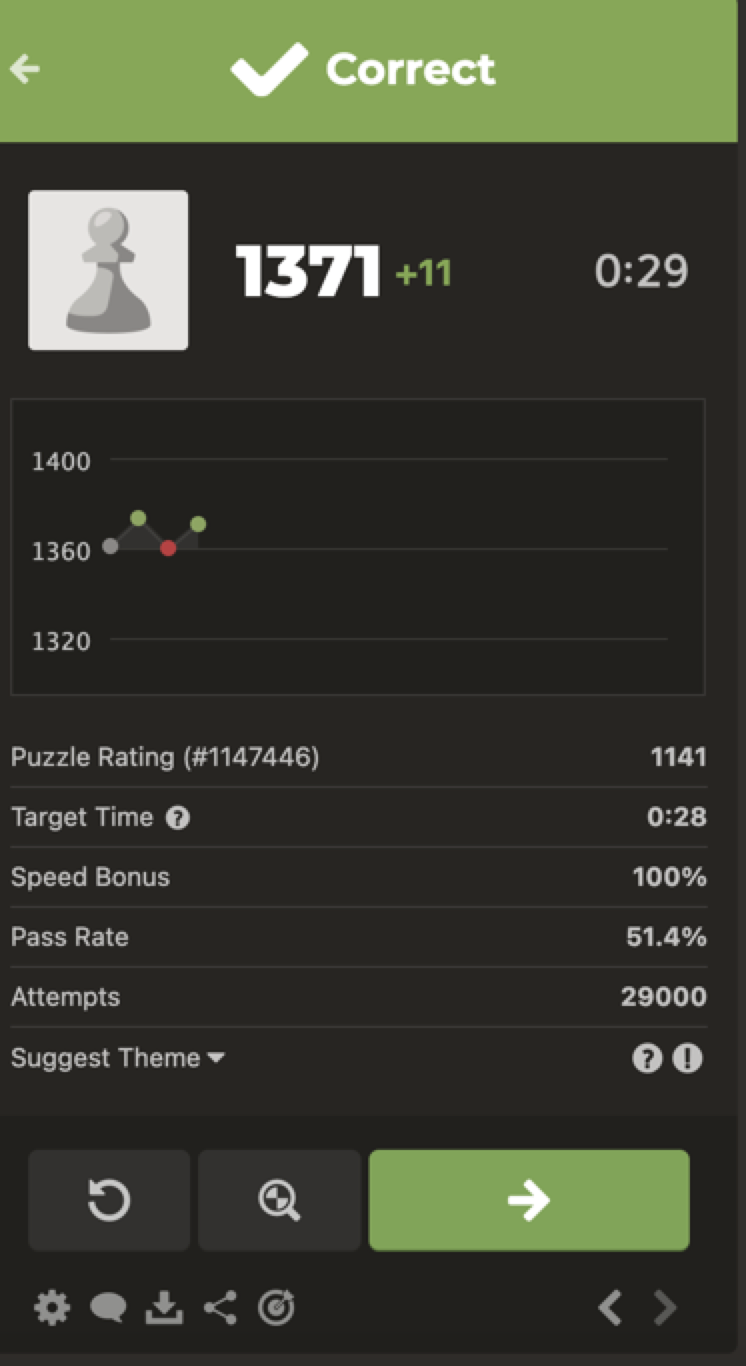 Correct
1371 +11 0:29
1400
1360
1320
Puzzle Rating (#1147446) 1141
Target Time ? 0:28
Speed Bonus 100%
Pass Rate 51.4%
Attempts 29000
Suggest Theme ? !